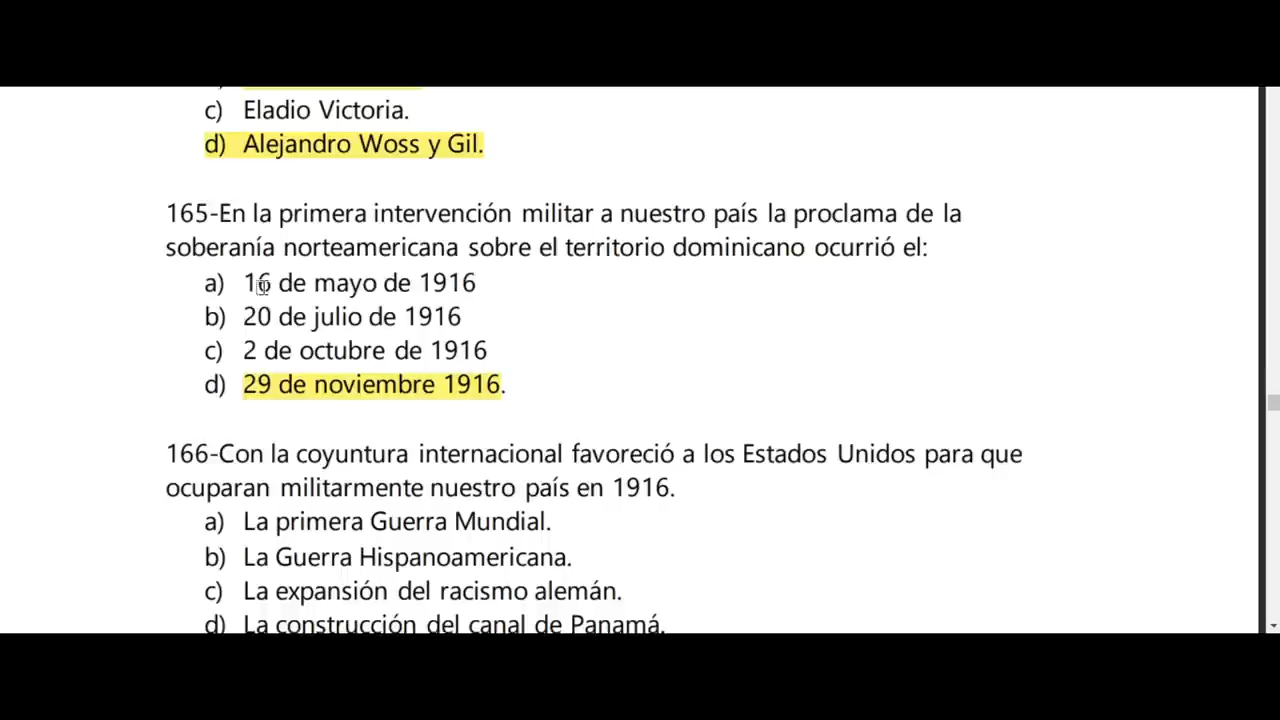 c) Eladio Victoria.
d) Alejandro Woss y Gil.
165-En la primera intervención militar a nuestro país la proclama de la
soberanía norteamericana sobre el territorio dominicano ocurrió el:
a) 16 de mayo de 1916
b) 20 de julio de 1916
c) 2 de octubre de 1916
d) 29 de noviembre 1916.
166-Con la coyuntura internacional favoreció a los Estados Unidos para que
ocuparan militarmente nuestro país en 1916.
a) La primera Guerra Mundial.
b) La Guerra Hispanoamericana.
c) La expansión del racismo alemán.
d) La construcción del canal de Panamá.